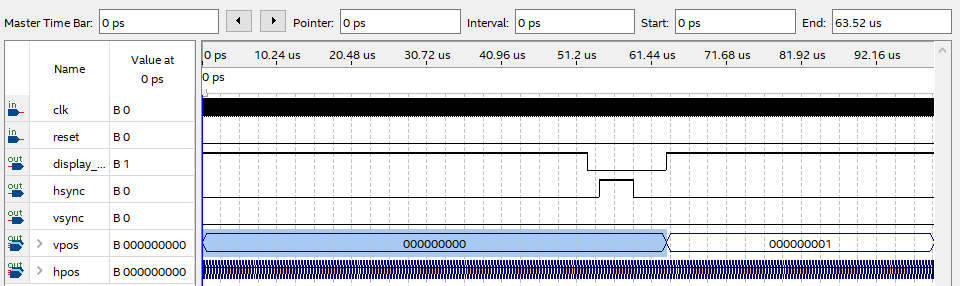 Master Time Bar: 0 ps Pointer: 0 ps Interval: 0 ps Start: 0 ps End: 63.52 us
Name Value at 0 ps
0 ps 10.24 us 20.48 us 30.72 us 40.96 us 51.2 us 61.44 us 71.68 us 81.92 us 92.16 us
0 ps
in clk B 0
in reset B 0
out display_... B 1
out hsync B 0
out vsync B 0
out vpos B 000000000 000000000 000000001
out hpos B 000000000